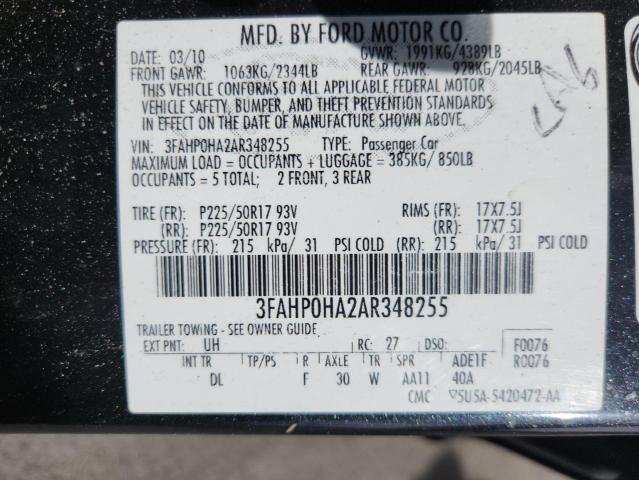 MFD. BY FORD MOTOR CO.
DATE: 03/10 GVWR: 1991KG/4389LB
FRONT GAWR: 1063KG/2344LB REAR GAWR: 928KG/2045LB
THIS VEHICLE CONFORMS TO ALL APPLICABLE FEDERAL MOTOR
VEHICLE SAFETY, BUMPER, AND THEFT PREVENTION STANDARDS
IN EFFECT ON THE DATE OF MANUFACTURE SHOWN ABOVE.
VIN: 3FAHP0HA2AR348255 TYPE: Passenger Car
MAXIMUM LOAD = OCCUPANTS + LUGGAGE = 385KG/ 850LB
OCCUPANTS = 5 TOTAL; 2 FRONT, 3 REAR
TIRE (FR): P225/50R17 93V RIMS (FR): 17X7.5J
(RR): P225/50R17 93V (RR): 17X7.5J
PRESSURE (FR): 215 kPa/ 31 PSI COLD (RR): 215 kPa/ 31 PSI COLD
3FAHP0HA2AR348255
TRAILER TOWING - SEE OWNER GUIDE
EXT PNT: UH RC: 27 DSO: F0076
INT TR TP/PS R AXLE TR SPR ADE1F R0076
DL F 30 W AA11 40A
CMC 5U5A-5420472-AA